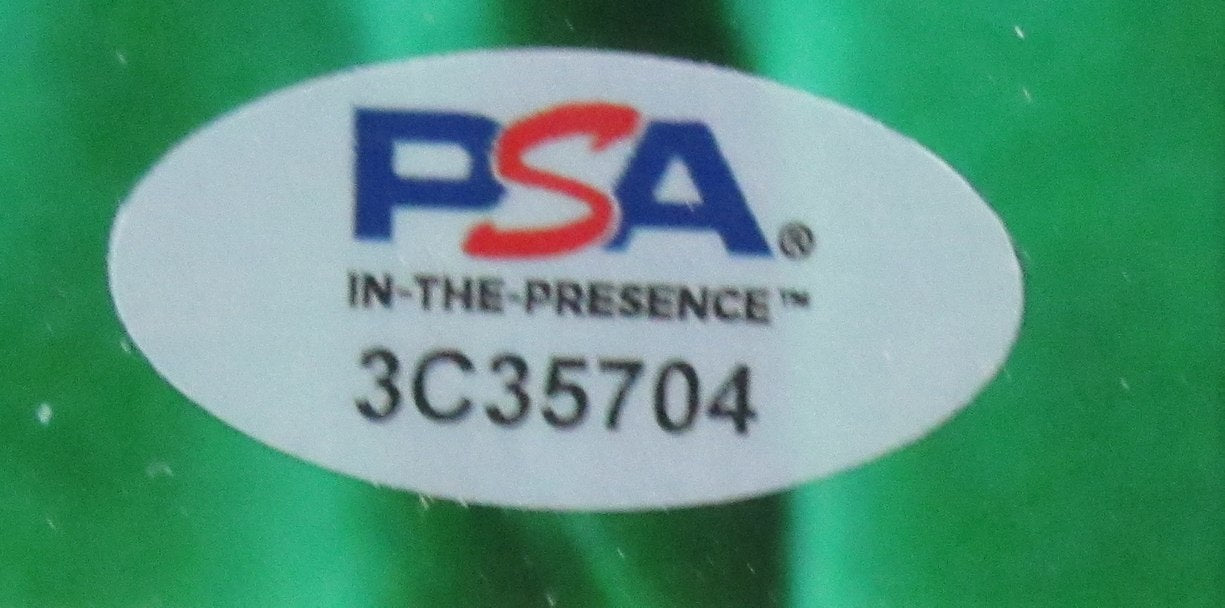 PSA®
IN-THE-PRESENCE™
3C35704